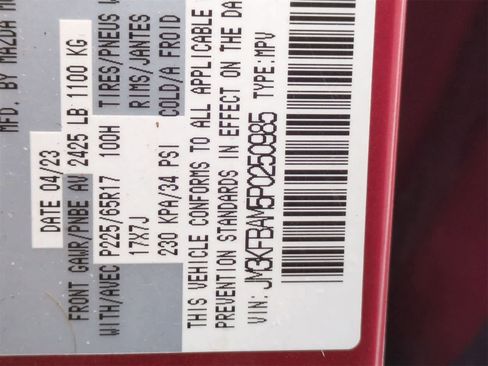 MFD. BY MAZDA MO
DATE 04/23
FRONT GAWR/PNBE AV 2425 LB 1100 KG
WITH/AVEC P225/65R17 100H TIRES/PNEUS
17X7J RIMS/JANTES
230 KPA/34 PSI COLD/A FROID
THIS VEHICLE CONFORMS TO ALL APPLICABLE
PREVENTION STANDARDS IN EFFECT ON THE DA
VIN: JM3KFBAM5P0250985 TYPE:MPV